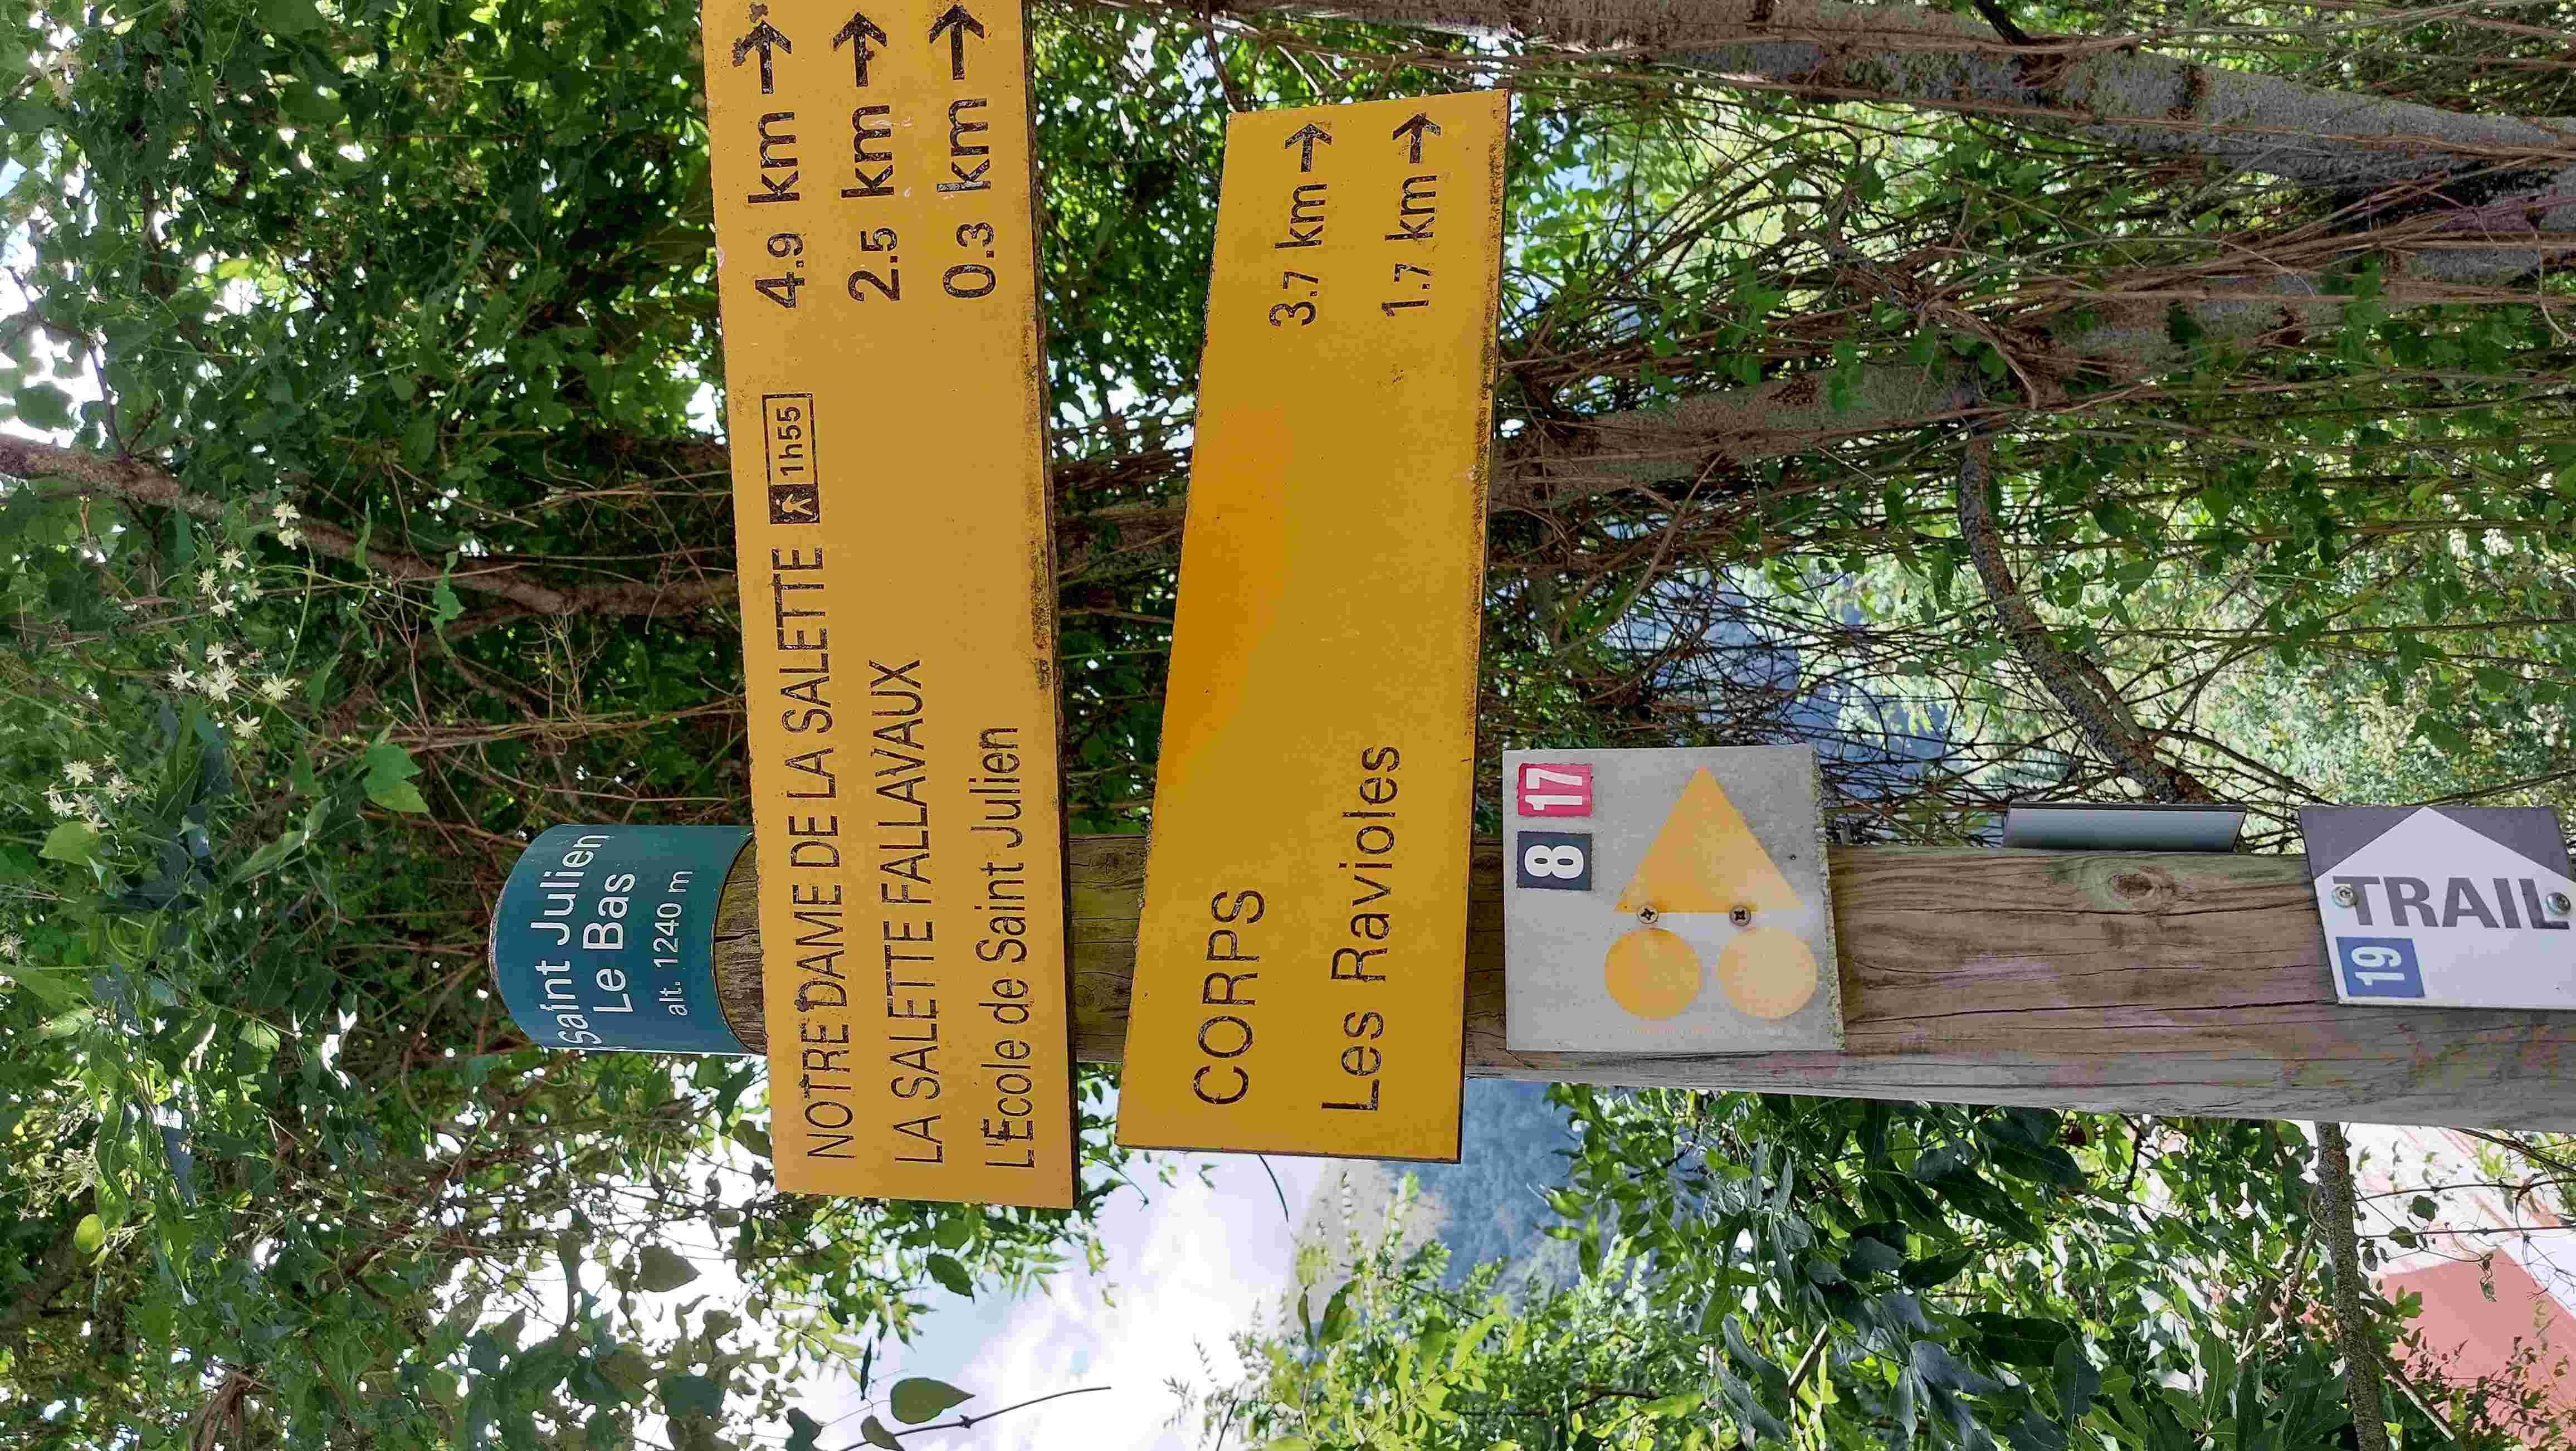 Saint Julien
Le Bas
alt. 1240 m
NOTRE DAME DE LA SALETTE 1h55 4.9 km →
LA SALETTE FALLAVAUX 2.5 km →
L'Ecole de Saint Julien 0.3 km →
CORPS 3.7 km →
Les Ravioles 1.7 km →
8 17
19 TRAIL